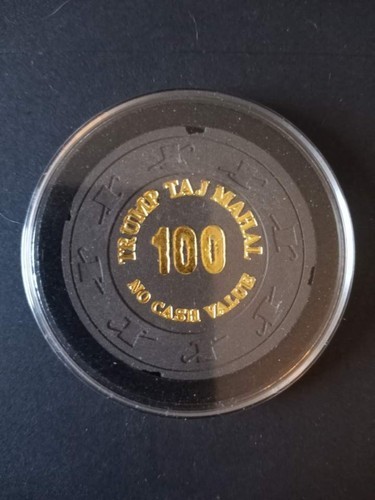 TRUMP TAJ MAHAL
100
NO CASH VALUE